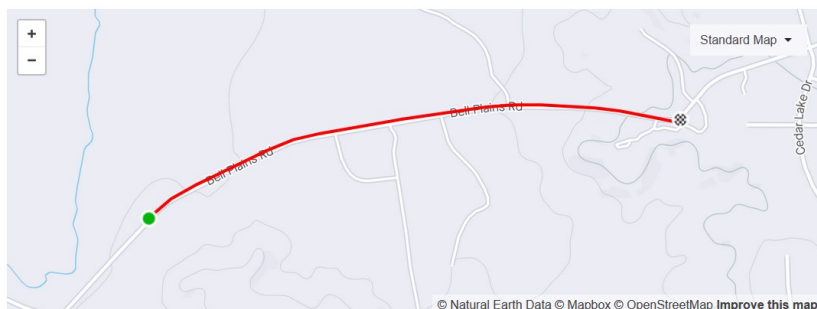 +
−
Standard Map
Bell Plains Rd
Bell Plains Rd
Cedar Lake Dr
© Natural Earth Data © Mapbox © OpenStreetMap Improve this map